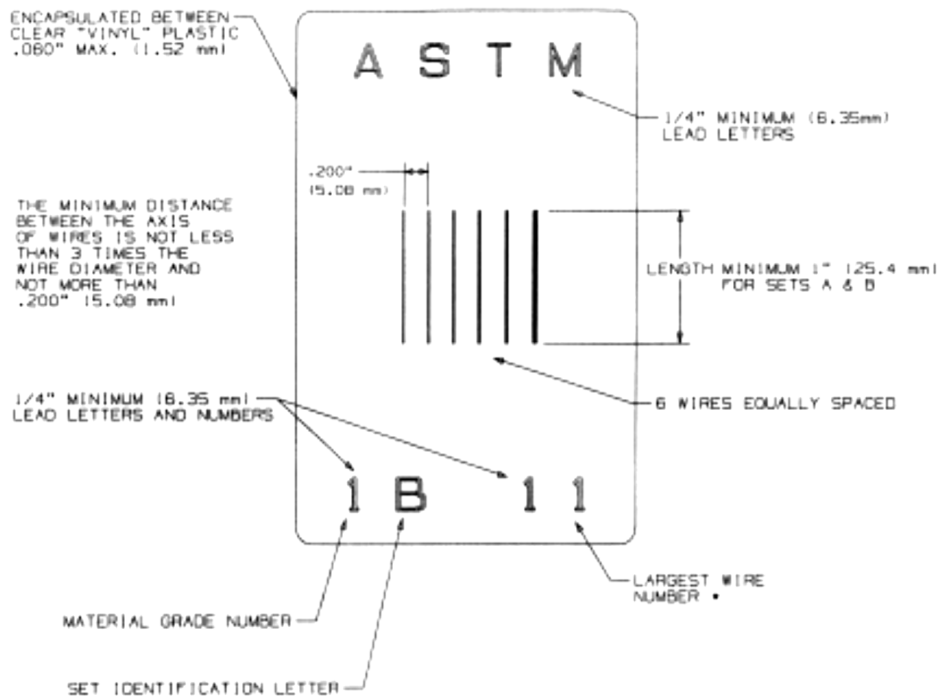 ENCAPSULATED BETWEEN
CLEAR "VINYL" PLASTIC
.060" MAX. (1.52 mm)
A S T M
1/4" MINIMUM (6.35mm)
LEAD LETTERS
.200"
(5.08 mm)
THE MINIMUM DISTANCE
BETWEEN THE AXIS
OF WIRES IS NOT LESS
THAN 3 TIMES THE
WIRE DIAMETER AND
NOT MORE THAN
.200" (5.08 mm)
LENGTH MINIMUM 1" (25.4 mm)
FOR SETS A & B
1/4" MINIMUM (6.35 mm)
LEAD LETTERS AND NUMBERS
6 WIRES EQUALLY SPACED
1 B 1 1
LARGEST WIRE
NUMBER •
MATERIAL GRADE NUMBER
SET IDENTIFICATION LETTER